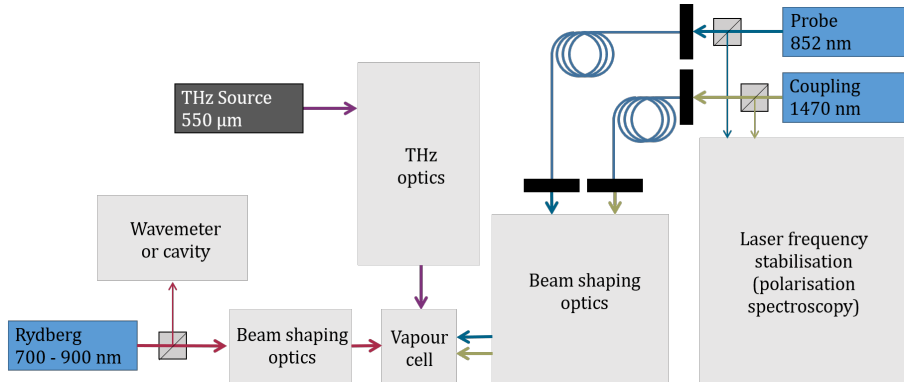 Probe
852 nm
Coupling
1470 nm
THz Source
550 µm
THz
optics
Wavemeter
or cavity
Laser frequency
stabilisation
(polarisation
spectroscopy)
Beam shaping
optics
Rydberg
700 - 900 nm
Beam shaping
optics
Vapour
cell